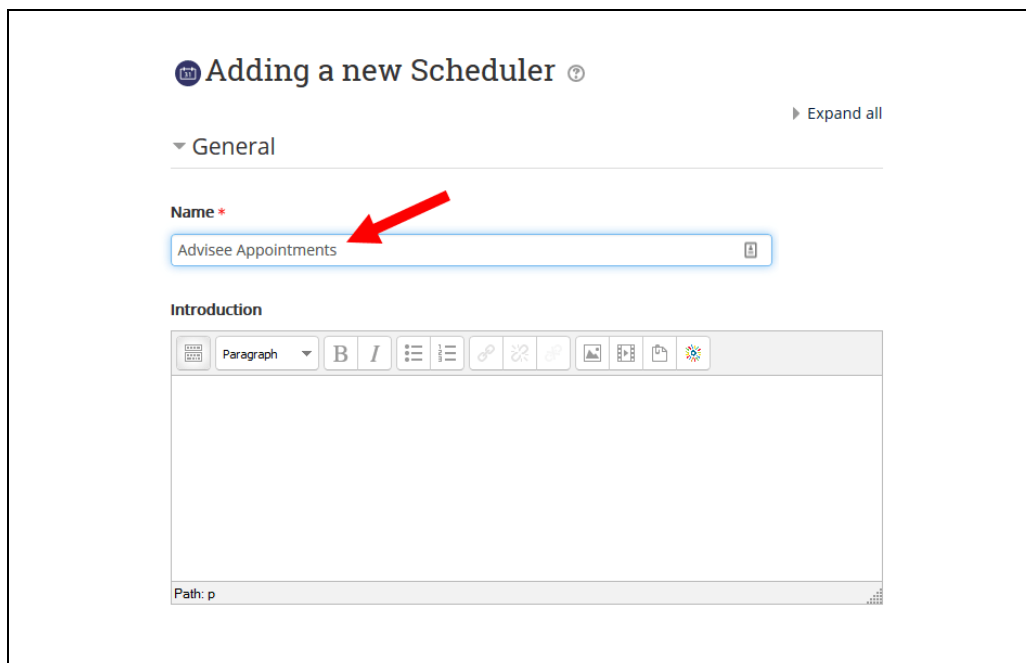 Adding a new Scheduler
Expand all
General
Name *
Advisee Appointments
Introduction
Paragraph B I
Path: p